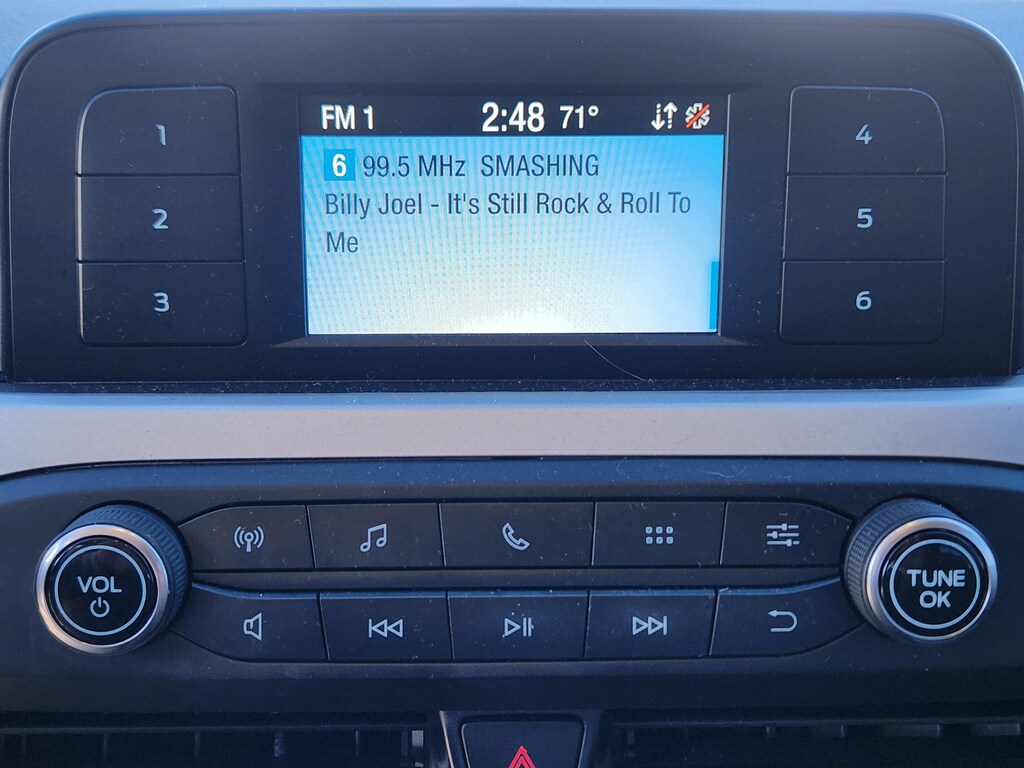 FM 1 2:48 71°
6 99.5 MHz SMASHING
Billy Joel - It's Still Rock & Roll To
Me
1
2
3
4
5
6
VOL
TUNE
OK